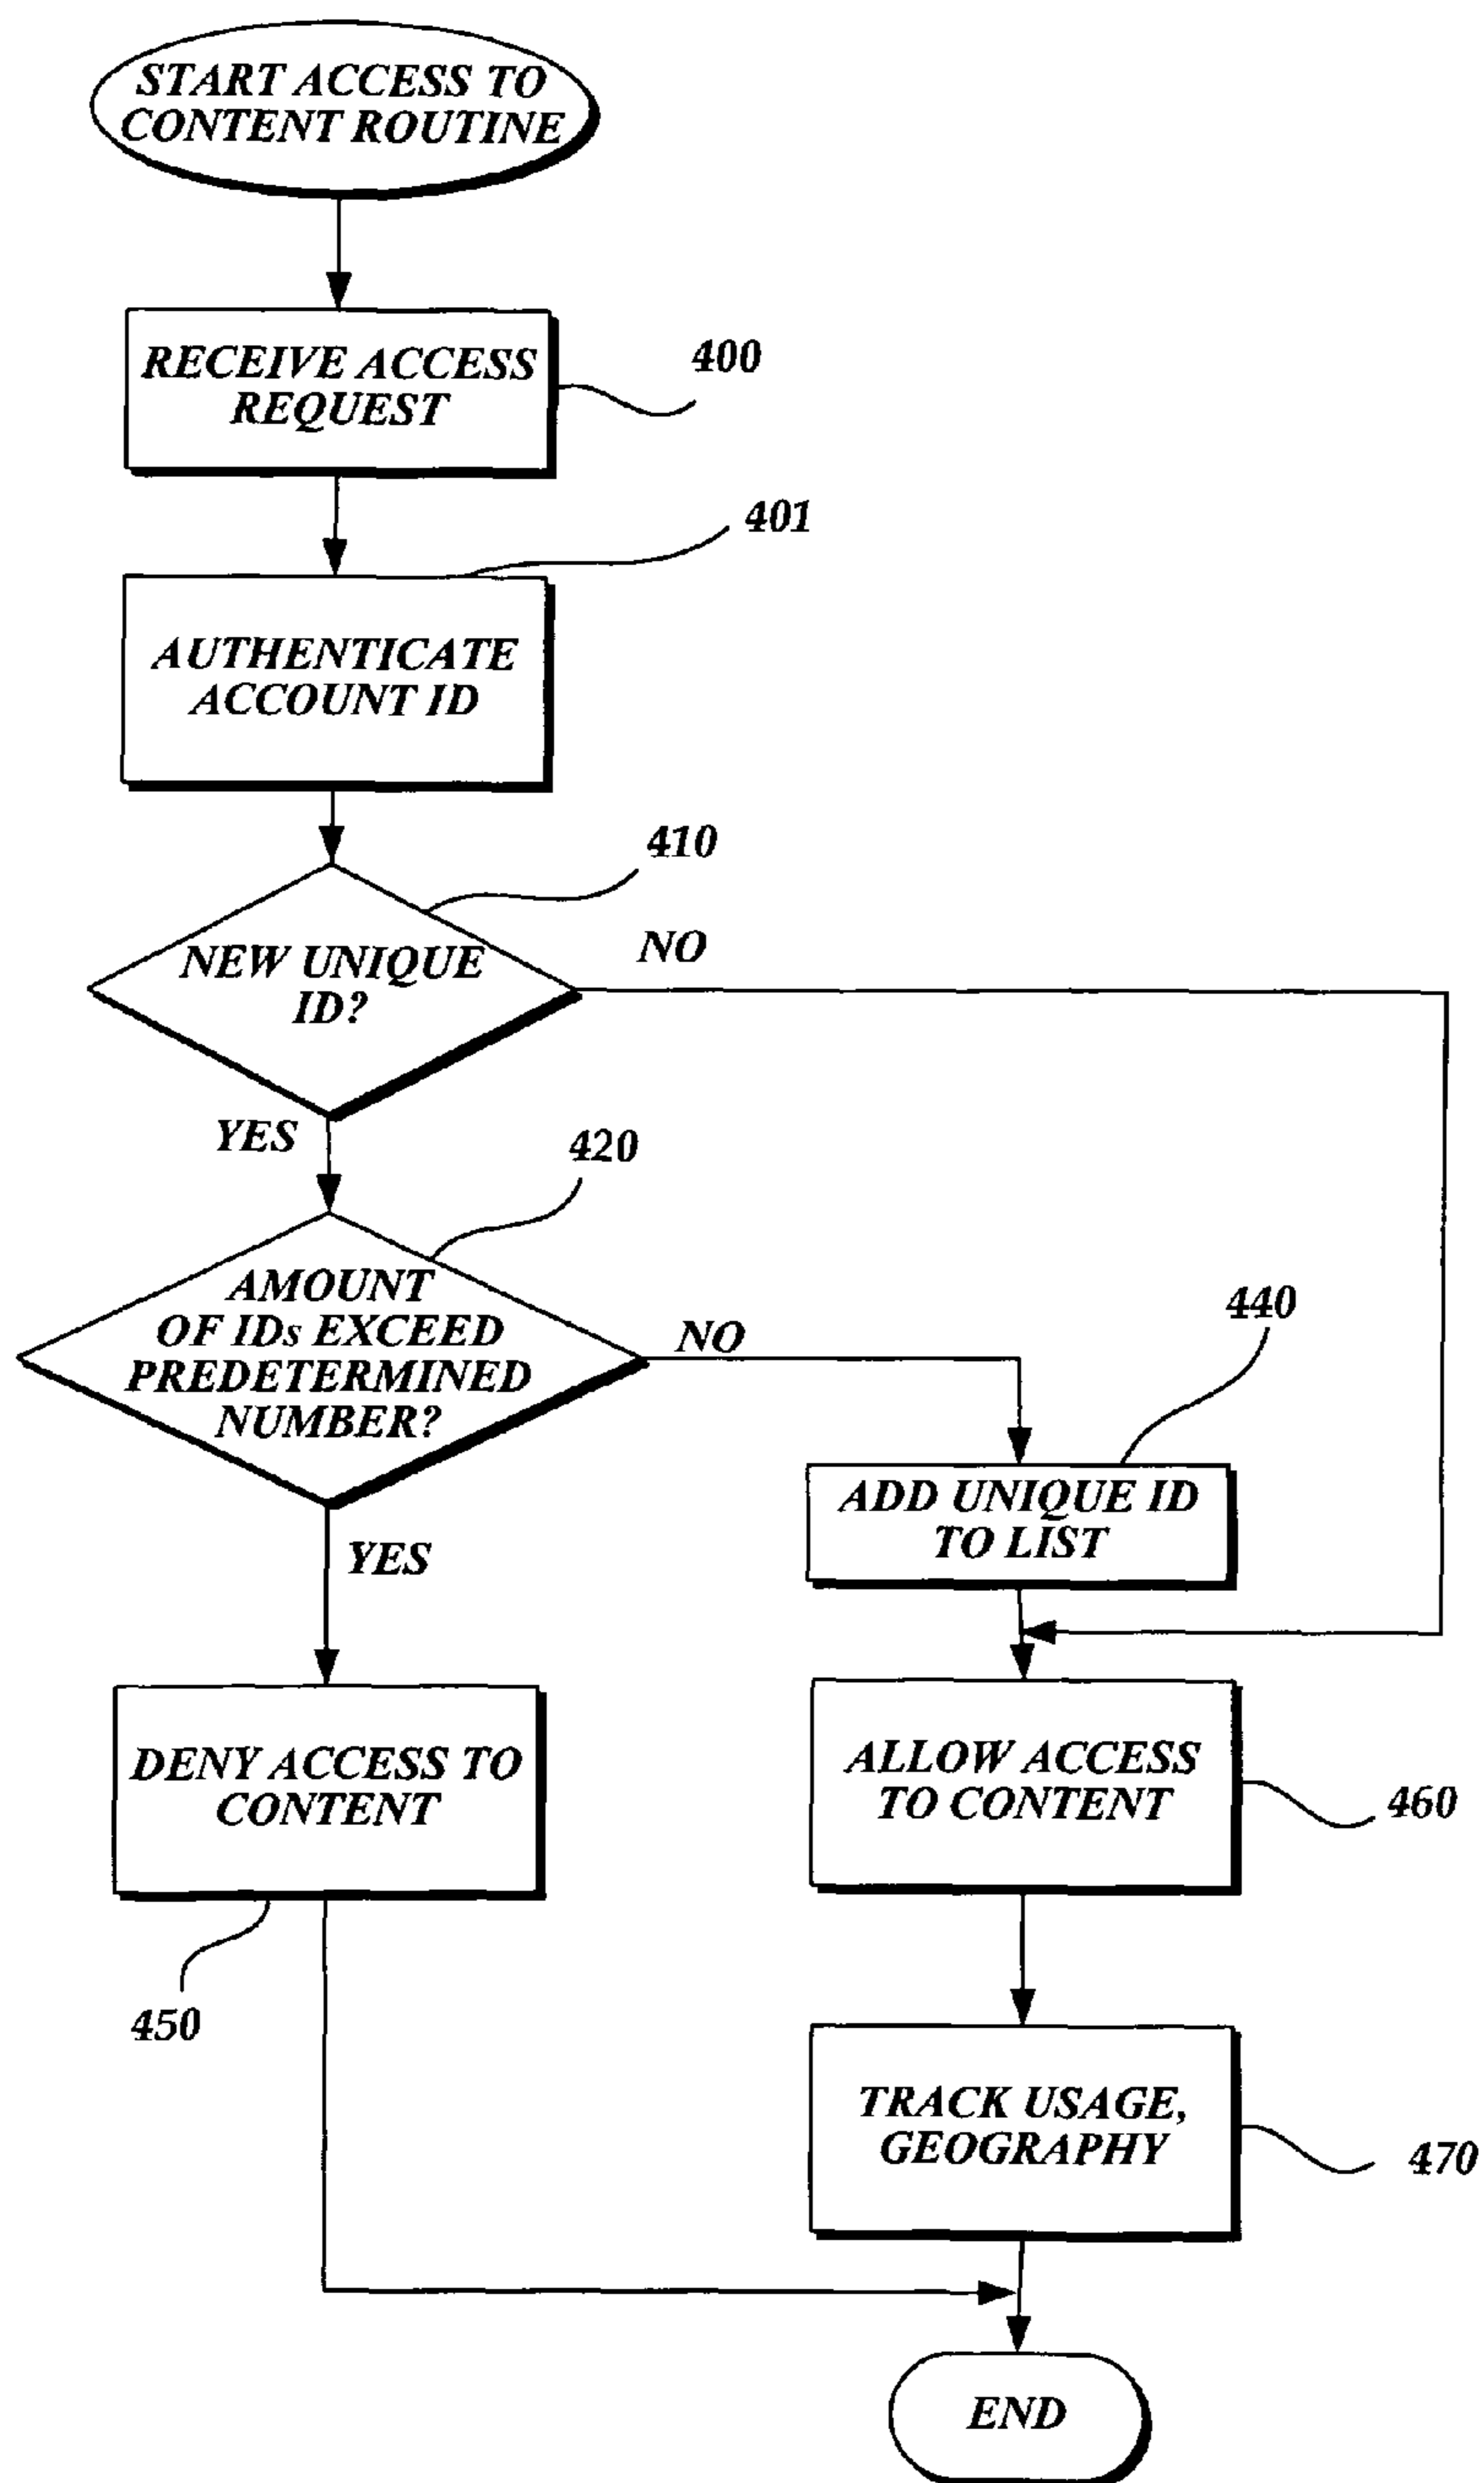 START ACCESS TO
CONTENT ROUTINE
RECEIVE ACCESS
REQUEST
400
401
AUTHENTICATE
ACCOUNT ID
410
NEW UNIQUE
ID?
NO
YES
420
AMOUNT
OF IDs EXCEED
PREDETERMINED
NUMBER?
NO
440
ADD UNIQUE ID
TO LIST
YES
DENY ACCESS TO
CONTENT
450
ALLOW ACCESS
TO CONTENT
460
TRACK USAGE,
GEOGRAPHY
470
END